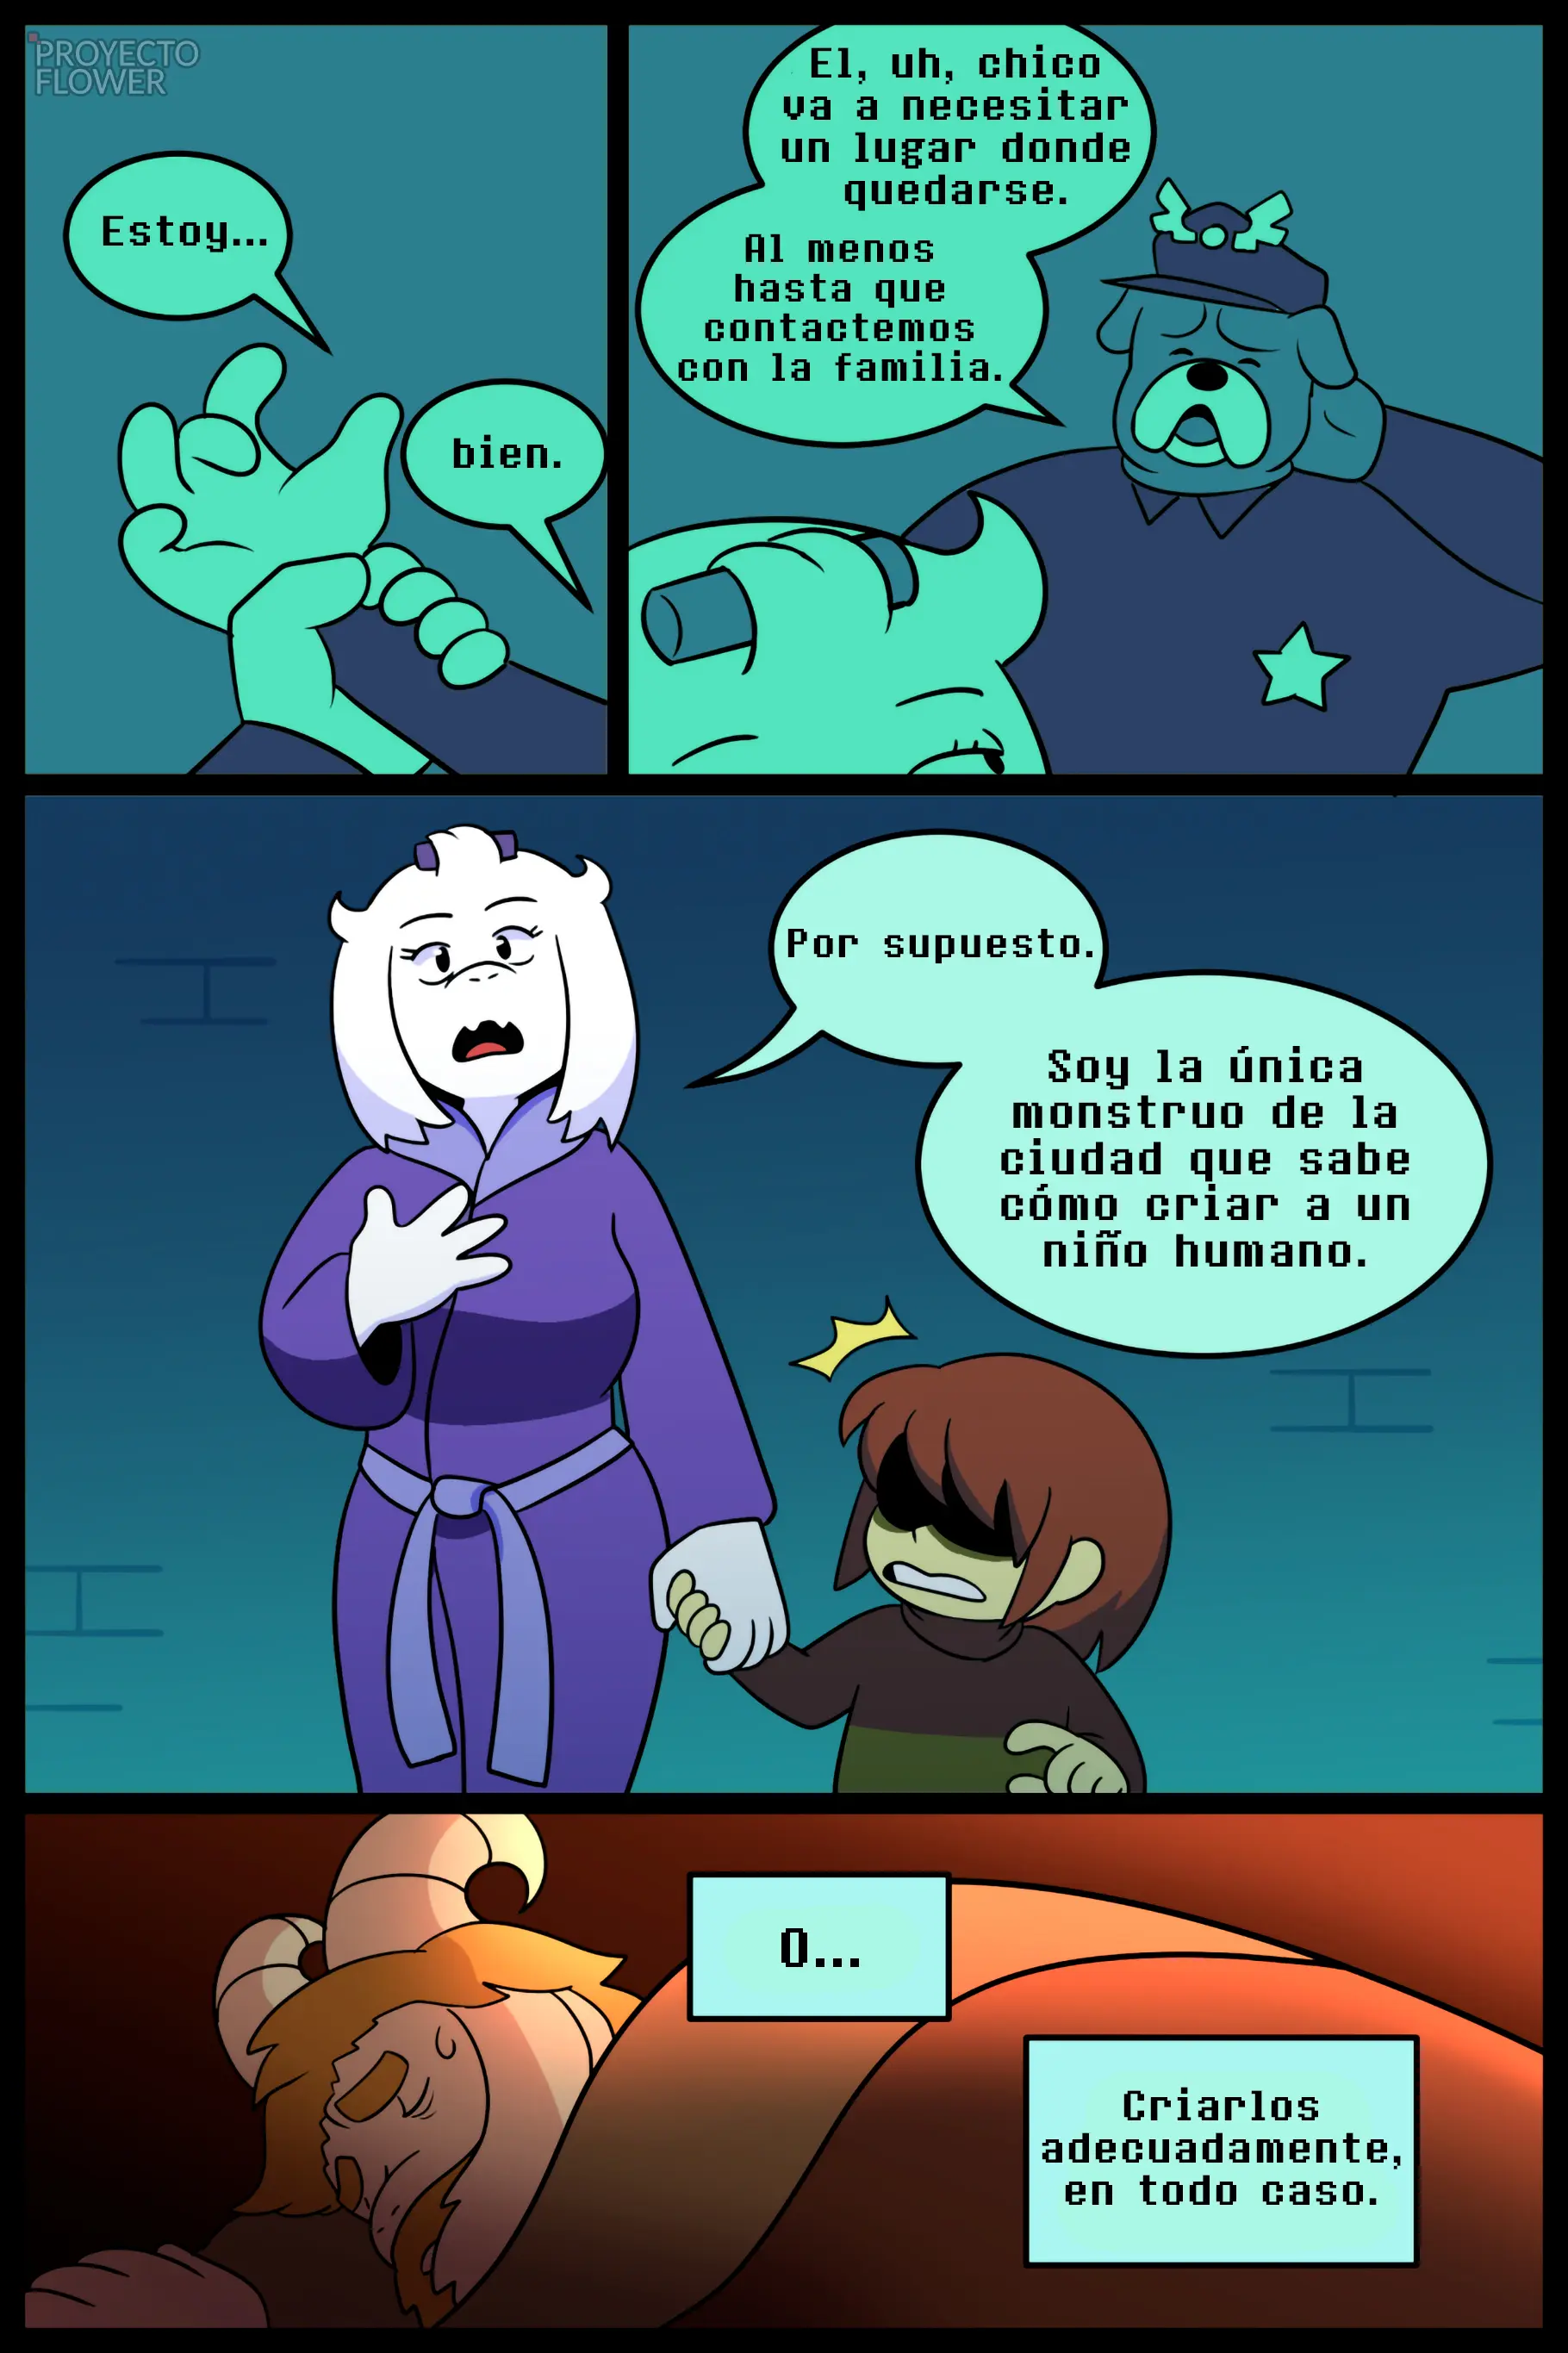 PROYECTO
FLOWER
Estoy...
bien.
El, uh, chico
va a necesitar
un lugar donde
quedarse.
Al menos
hasta que
contactemos
con la familia.
Por supuesto.
Soy la única
monstruo de la
ciudad que sabe
cómo criar a un
niño humano.
O...
Criarlos
adecuadamente,
en todo caso.